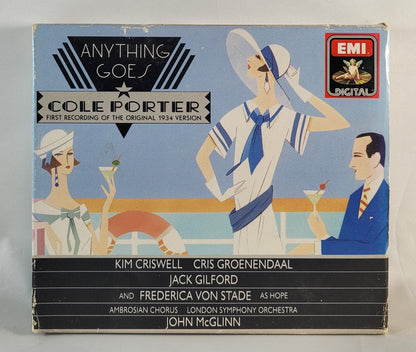 ANYTHING
GOES
COLE PORTER
FIRST RECORDING OF THE ORIGINAL 1934 VERSION
EMI
DIGITAL
KIM CRISWELL CRIS GROENENDAAL
JACK GILFORD
AND FREDERICA VON STADE AS HOPE
AMBROSIAN CHORUS LONDON SYMPHONY ORCHESTRA
JOHN McGLINN